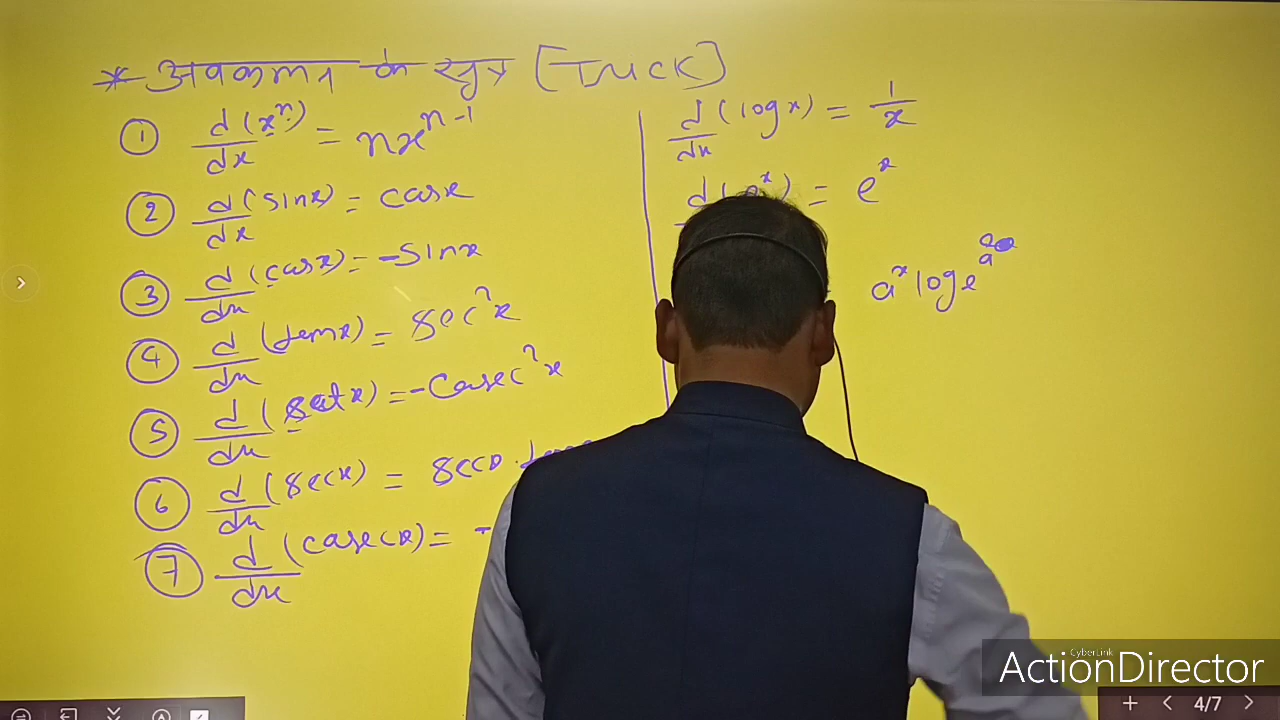 * अवकलन के सूत्र [Trick]
① d/dx (xⁿ) = nxⁿ⁻¹
② d/dx (sinx) = cosx
③ d/dx (cosx) = -sinx
④ d/dx (tanx) = sec²x
⑤ d/dx (cotx) = -cosec²x
⑥ d/dx (secx) = secx.
⑦ d/dx (cosecx) = -
d/dx (logx) = 1/x
d (eˣ) = eˣ
aˣ logₑa
CyberLink
ActionDirector
4/7